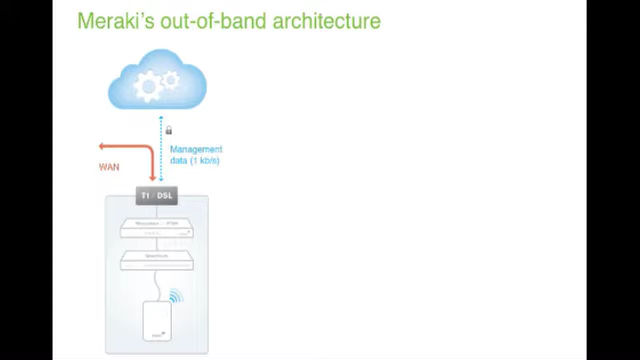 Meraki's out-of-band architecture
Management
data (1 kb/s)
WAN
T1 / DSL